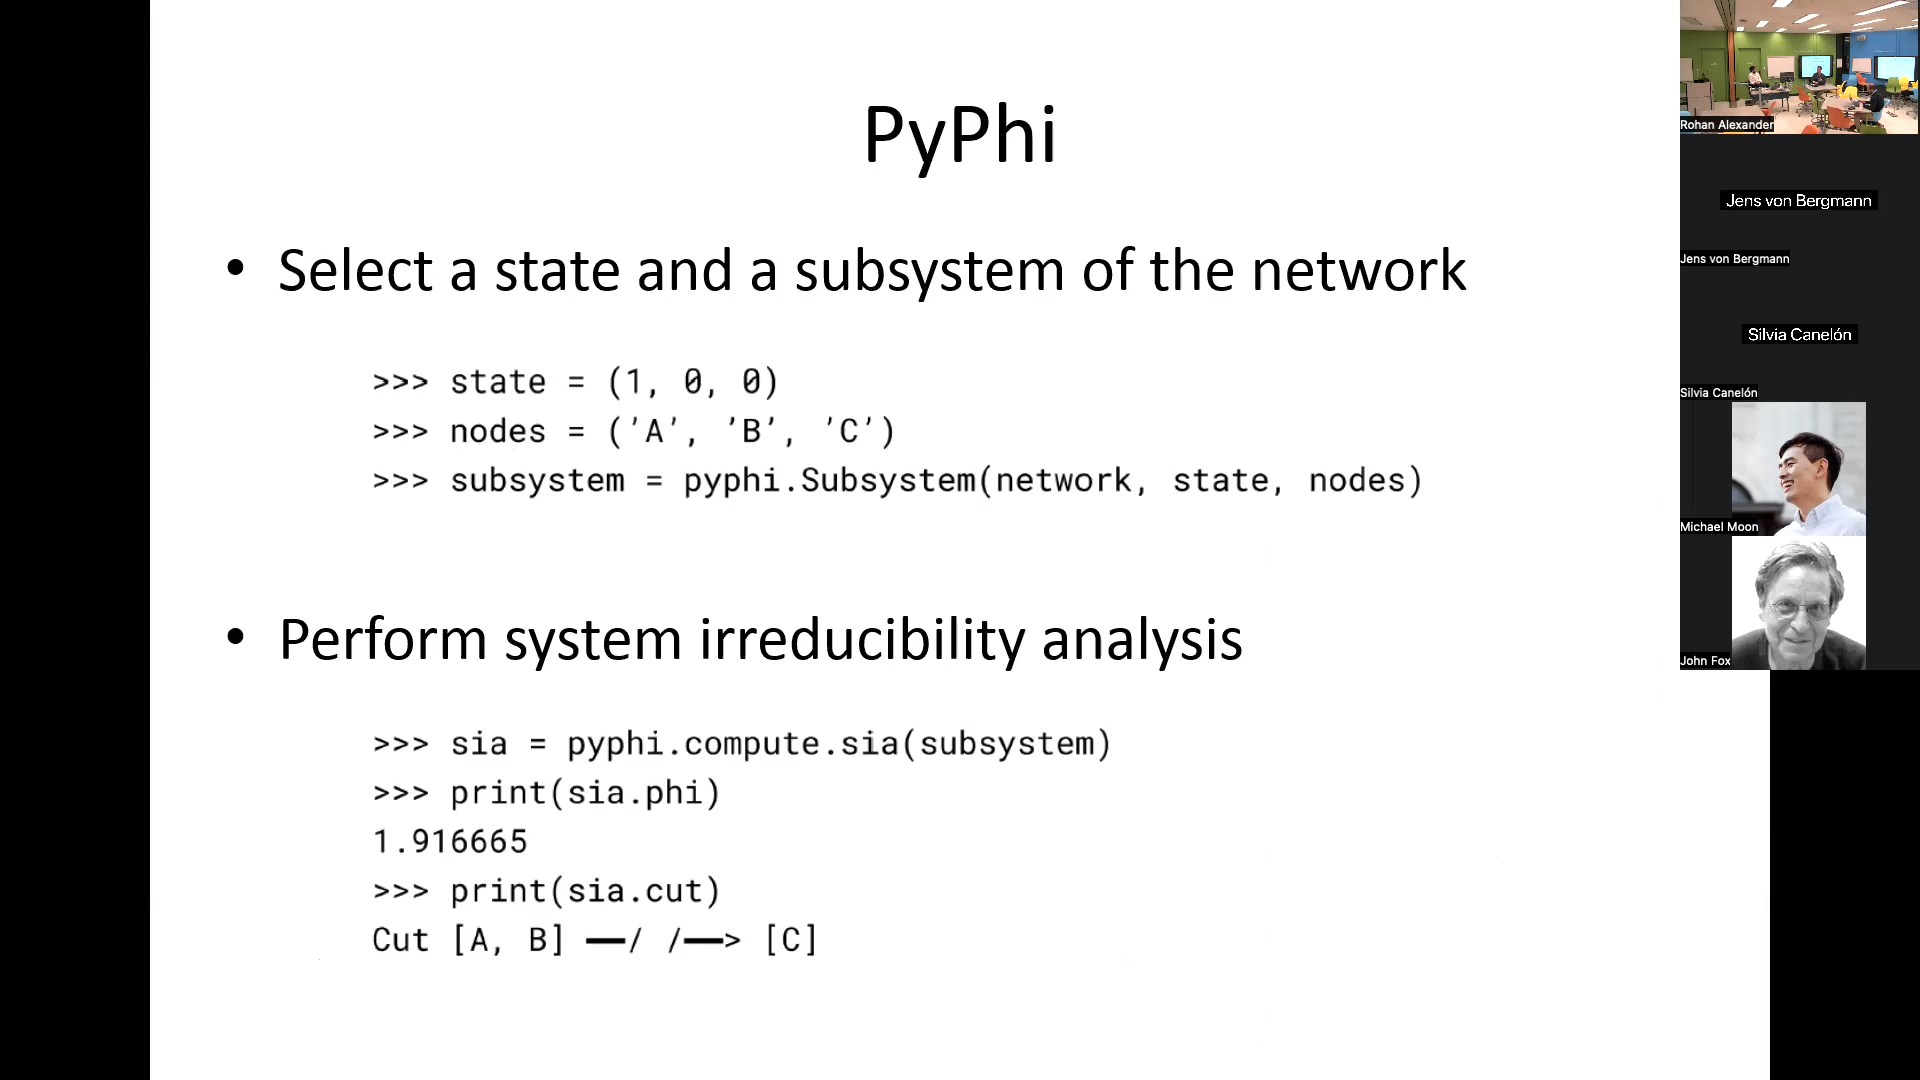 PyPhi
• Select a state and a subsystem of the network
>>> state = (1, 0, 0)
>>> nodes = ('A', 'B', 'C')
>>> subsystem = pyphi.Subsystem(network, state, nodes)
• Perform system irreducibility analysis
>>> sia = pyphi.compute.sia(subsystem)
>>> print(sia.phi)
1.916665
>>> print(sia.cut)
Cut [A, B] ━━/ /━━> [C]
Rohan Alexander
Jens von Bergmann
Jens von Bergmann
Silvia Canelón
Silvia Canelón
Michael Moon
John Fox